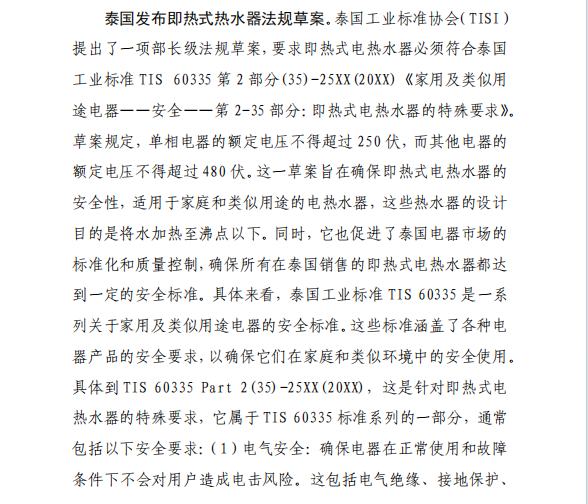 泰国发布即热式热水器法规草案。泰国工业标准协会(TISI)
提出了一项部长级法规草案，要求即热式电热水器必须符合泰国
工业标准 TIS 60335 第 2 部分(35)-25XX(20XX)《家用及类似用
途电器——安全——第 2-35 部分：即热式电热水器的特殊要求》。
草案规定，单相电器的额定电压不得超过 250 伏，而其他电器的
额定电压不得超过 480 伏。这一草案旨在确保即热式电热水器的
安全性，适用于家庭和类似用途的电热水器，这些热水器的设计
目的是将水加热至沸点以下。同时，它也促进了泰国电器市场的
标准化和质量控制，确保所有在泰国销售的即热式电热水器都达
到一定的安全标准。具体来看，泰国工业标准 TIS 60335 是一系
列关于家用及类似用途电器的安全标准。这些标准涵盖了各种电
器产品的安全要求，以确保它们在家庭和类似环境中的安全使用。
具体到 TIS 60335 Part 2(35)-25XX(20XX)，这是针对即热式电
热水器的特殊要求，它属于 TIS 60335 标准系列的一部分，通常
包括以下安全要求：(1)电气安全：确保电器在正常使用和故障
条件下不会对用户造成电击风险。这包括电气绝缘、接地保护、